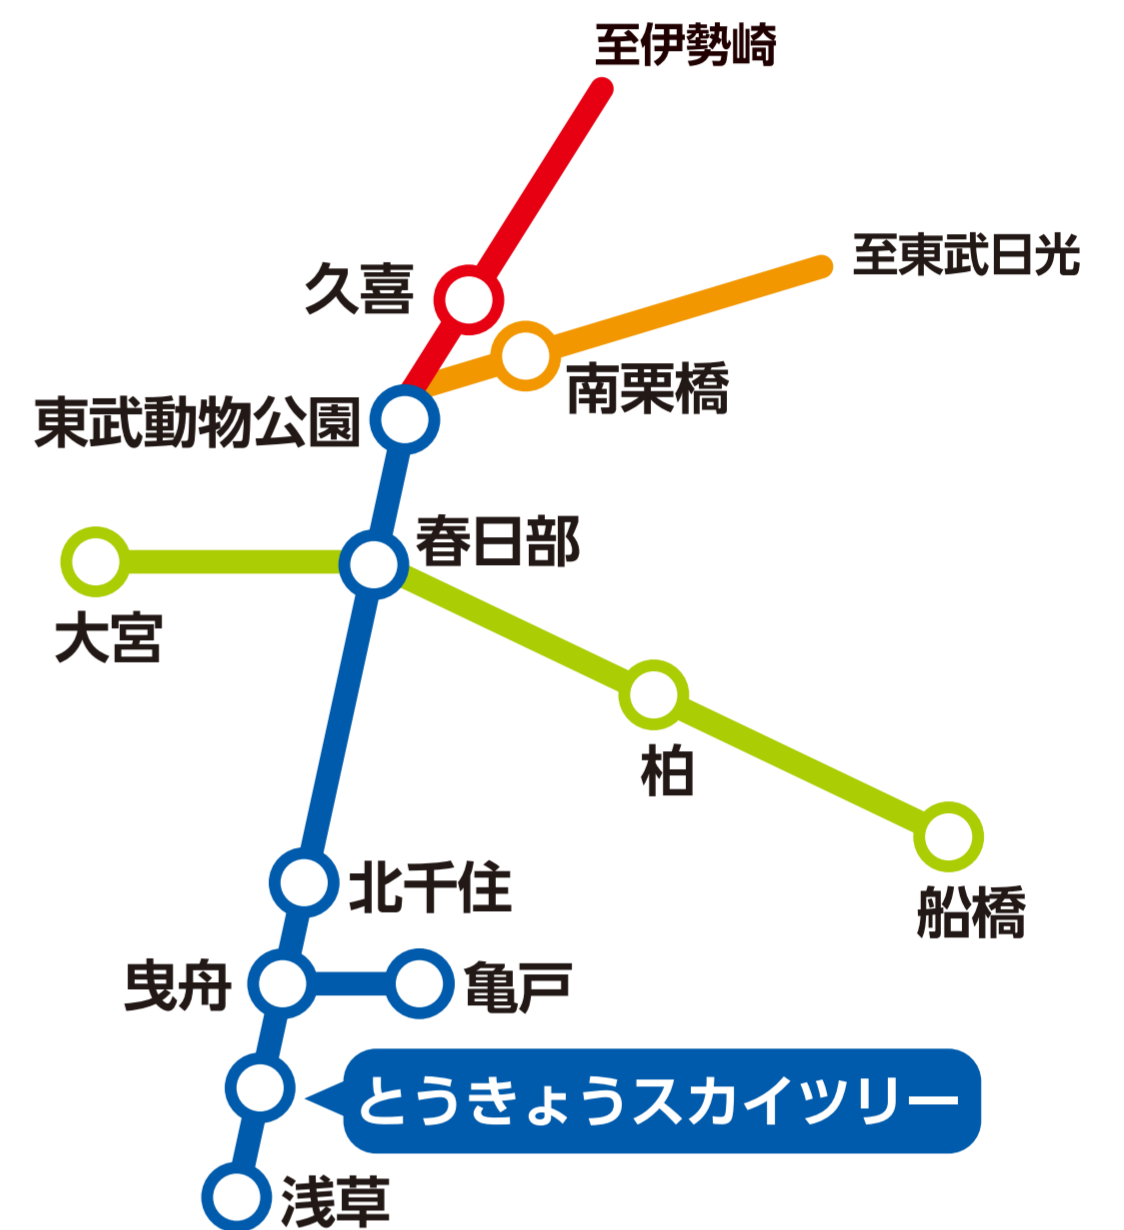 至伊勢崎
至東武日光
久喜
南栗橋
東武動物公園
春日部
大宮
柏
船橋
北千住
曳舟
亀戸
とうきょうスカイツリー
浅草